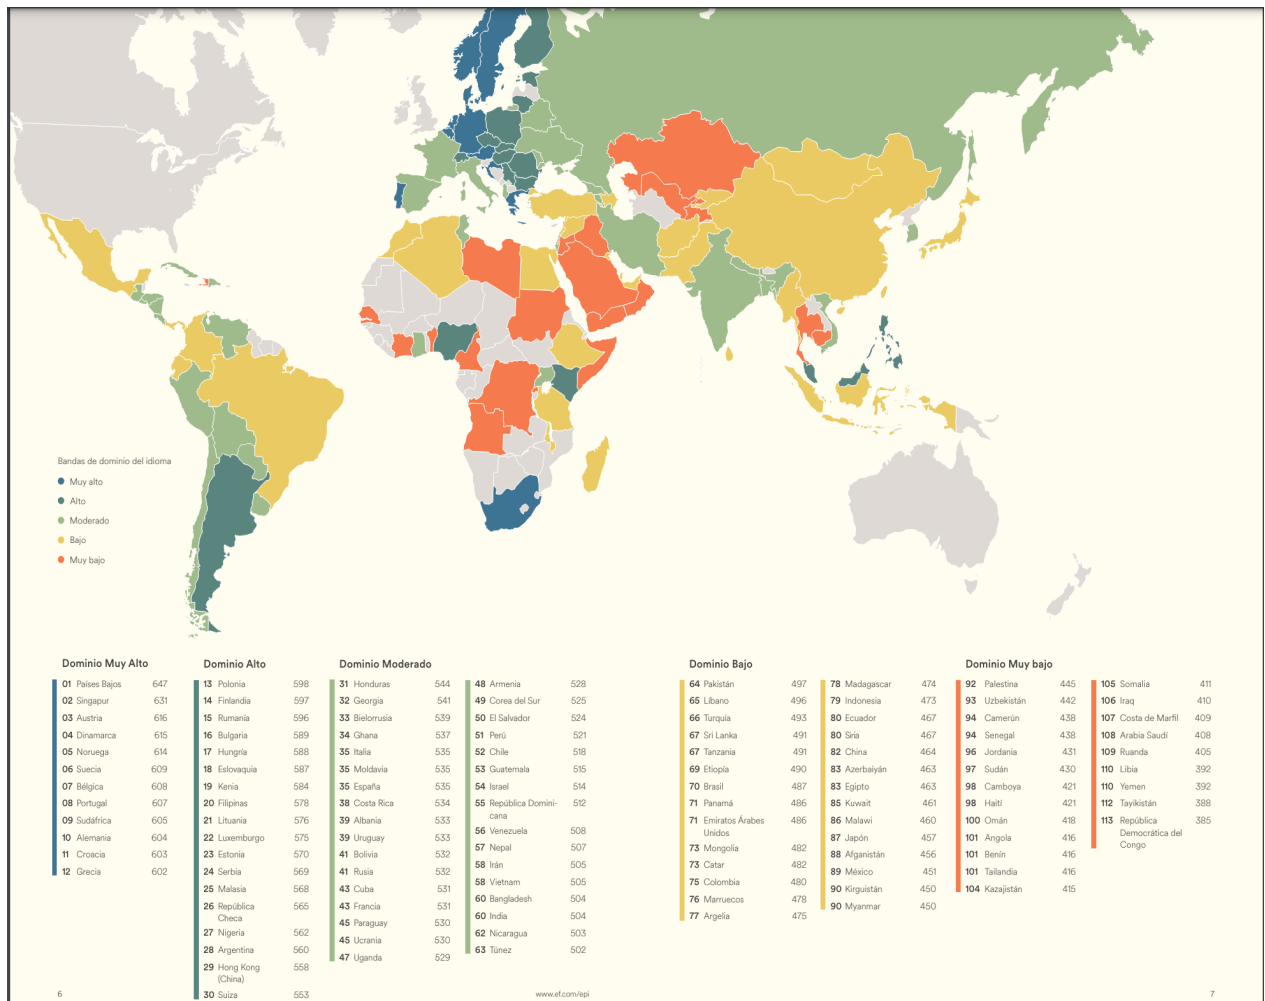 Bandas de dominio del idioma
Muy alto
Alto
Moderado
Bajo
Muy bajo
Dominio Muy Alto
01 Países Bajos 647
02 Singapur 631
03 Austria 616
04 Dinamarca 615
05 Noruega 614
06 Suecia 609
07 Bélgica 608
08 Portugal 607
09 Sudáfrica 605
10 Alemania 604
11 Croacia 603
12 Grecia 602
Dominio Alto
13 Polonia 598
14 Finlandia 597
15 Rumanía 596
16 Bulgaria 589
17 Hungría 588
18 Eslovaquia 587
19 Kenia 584
20 Filipinas 578
21 Lituania 576
22 Luxemburgo 575
23 Estonia 570
24 Serbia 569
25 Malasia 568
26 República 565
Checa
27 Nigeria 562
28 Argentina 560
29 Hong Kong 558
(China)
30 Suiza 553
Dominio Moderado
31 Honduras 544
32 Georgia 541
33 Bielorrusia 539
34 Ghana 537
35 Italia 535
35 Moldavia 535
35 España 535
38 Costa Rica 534
39 Albania 533
39 Uruguay 533
41 Bolivia 532
41 Rusia 532
43 Cuba 531
43 Francia 531
45 Paraguay 530
45 Ucrania 530
47 Uganda 529
48 Armenia 528
49 Corea del Sur 525
50 El Salvador 524
51 Perú 521
52 Chile 518
53 Guatemala 515
54 Israel 514
55 República Domini- 512
cana
56 Venezuela 508
57 Nepal 507
58 Irán 505
58 Vietnam 505
60 Bangladesh 504
60 India 504
62 Nicaragua 503
63 Túnez 502
Dominio Bajo
64 Pakistán 497
65 Líbano 496
66 Turquía 493
67 Sri Lanka 491
67 Tanzania 491
69 Etiopía 490
70 Brasil 487
71 Panamá 486
71 Emiratos Árabes 486
Unidos
73 Mongolia 482
73 Catar 482
75 Colombia 480
76 Marruecos 478
77 Argelia 475
78 Madagascar 474
79 Indonesia 473
80 Ecuador 467
80 Siria 467
82 China 464
83 Azerbaiyán 463
83 Egipto 463
85 Kuwait 461
86 Malawi 460
87 Japón 457
88 Afganistán 456
89 México 451
90 Kirguistán 450
90 Myanmar 450
Dominio Muy bajo
92 Palestina 445
93 Uzbekistán 442
94 Camerún 438
94 Senegal 438
96 Jordania 431
97 Sudán 430
98 Camboya 421
98 Haití 421
100 Omán 418
101 Angola 416
101 Benín 416
101 Tailandia 416
104 Kazajistán 415
105 Somalia 411
106 Iraq 410
107 Costa de Marfil 409
108 Arabia Saudí 408
109 Ruanda 405
110 Libia 392
110 Yemen 392
112 Tayikistán 388
113 República 385
Democrática del
Congo
6
www.ef.com/epi
7